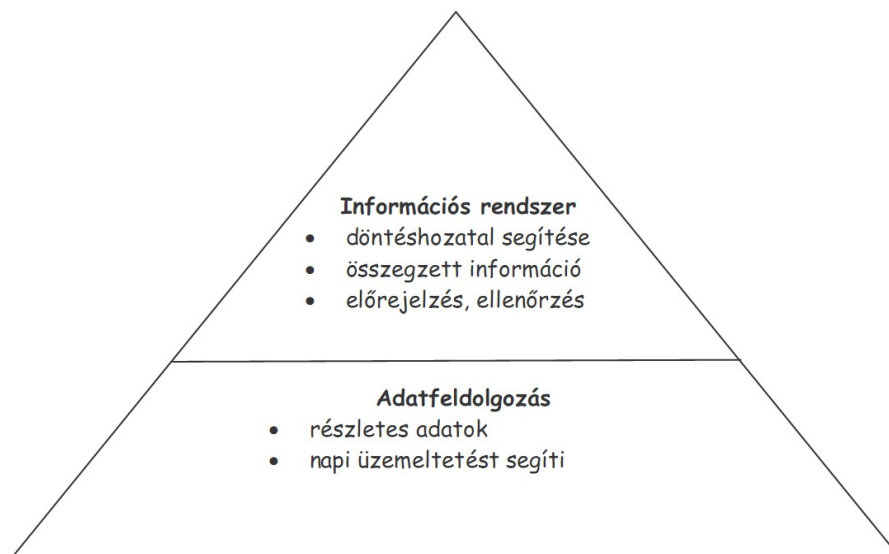 Információs rendszer
• döntéshozatal segítése
• összegzett információ
• előrejelzés, ellenőrzés
Adatfeldolgozás
• részletes adatok
• napi üzemeltetést segíti